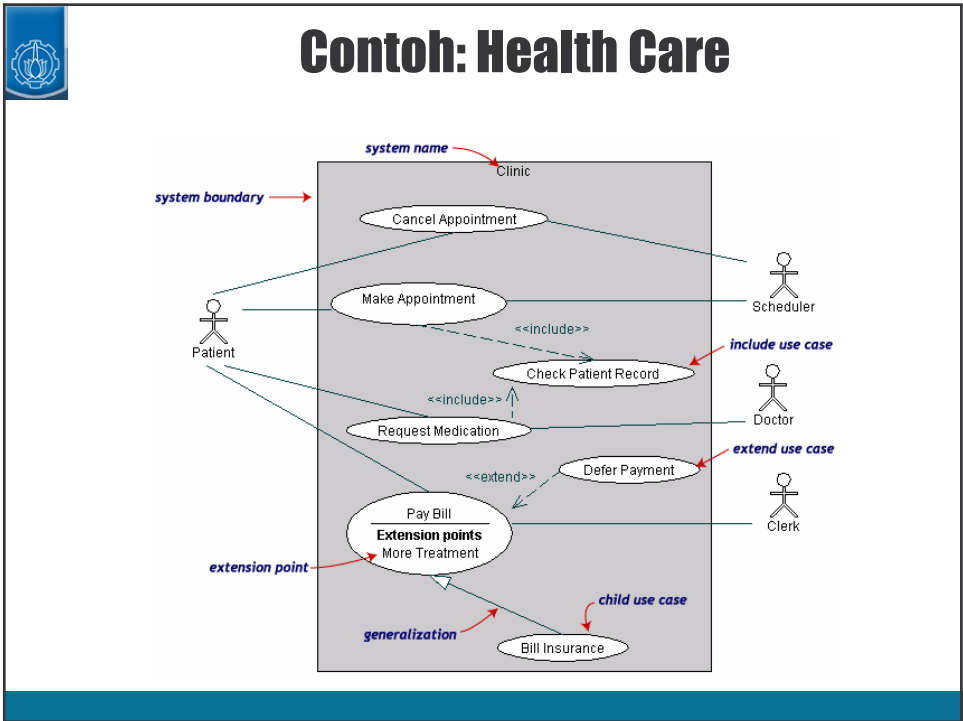 Contoh: Health Care
system name
Clinic
system boundary
Cancel Appointment
Make Appointment
Scheduler
<<include>>
Patient
include use case
Check Patient Record
<<include>>
Doctor
Request Medication
extend use case
Defer Payment
<<extend>>
Pay Bill
Clerk
Extension points
More Treatment
extension point
child use case
generalization
Bill Insurance